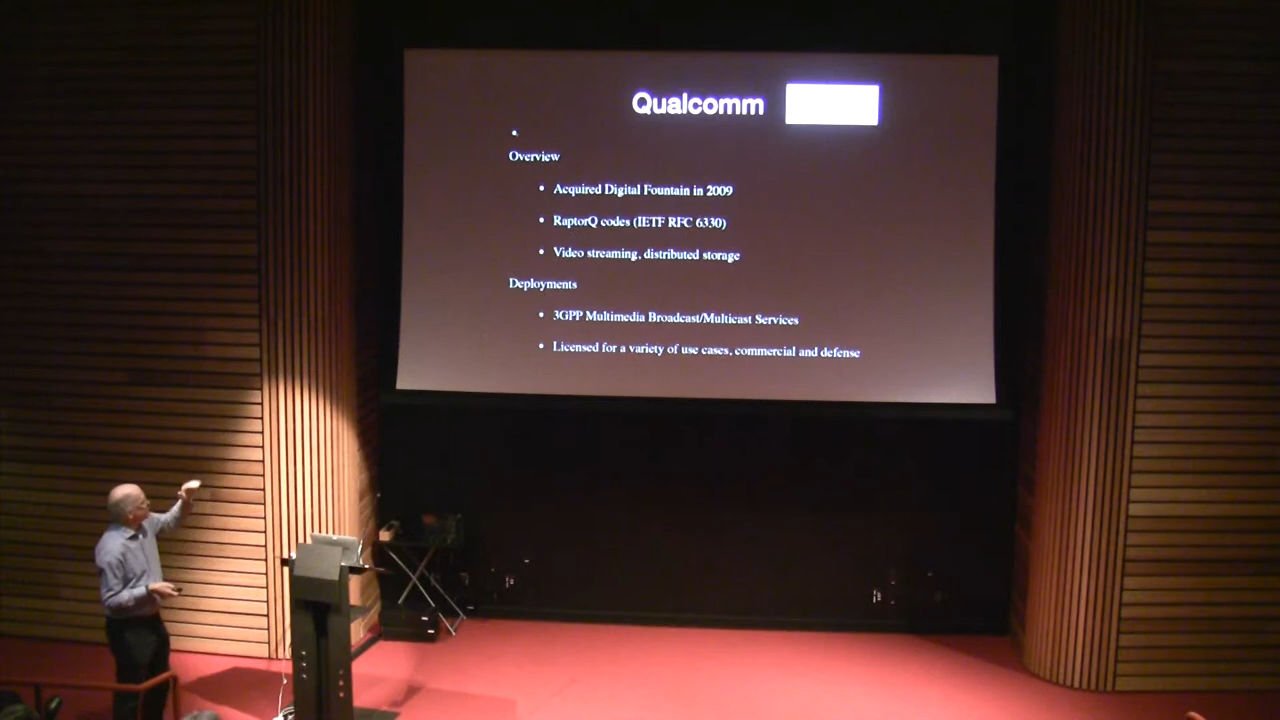 Qualcomm
Overview
• Acquired Digital Fountain in 2009
• RaptorQ codes (IETF RFC 6330)
• Video streaming, distributed storage
Deployments
• 3GPP Multimedia Broadcast/Multicast Services
• Licensed for a variety of use cases, commercial and defense